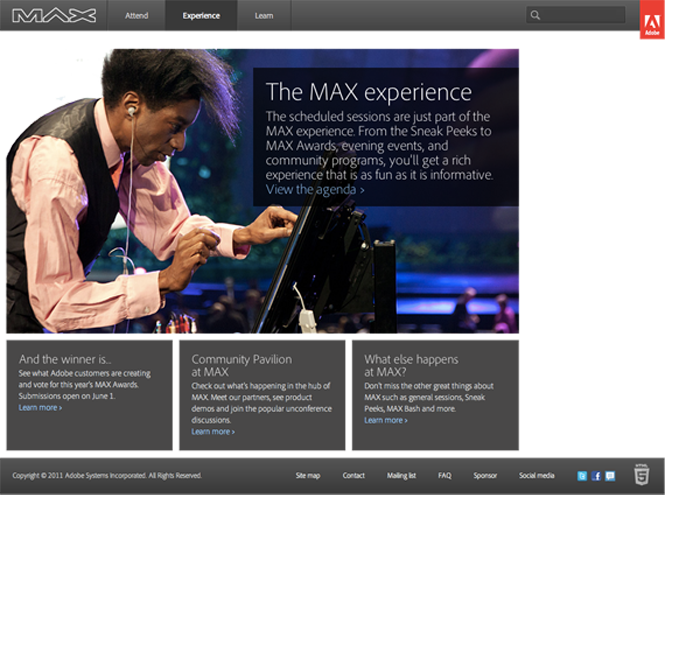 MAX
Attend
Experience
Learn
Adobe
The MAX experience
The scheduled sessions are just part of the
MAX experience. From the Sneak Peeks to
MAX Awards, evening events, and
community programs, you'll get a rich
experience that is as fun as it is informative.
View the agenda ›
And the winner is...
See what Adobe customers are creating
and vote for this year's MAX Awards.
Submissions open on June 1.
Learn more ›
Community Pavilion
at MAX
Check out what's happening in the hub of
MAX. Meet our partners, see product
demos and join the popular unconference
discussions.
Learn more ›
What else happens
at MAX?
Don't miss the other great things about
MAX such as general sessions, Sneak
Peeks, MAX Bash and more.
Learn more ›
Copyright © 2011 Adobe Systems Incorporated. All Rights Reserved.
Site map
Contact
Mailing list
FAQ
Sponsor
Social media
HTML
5